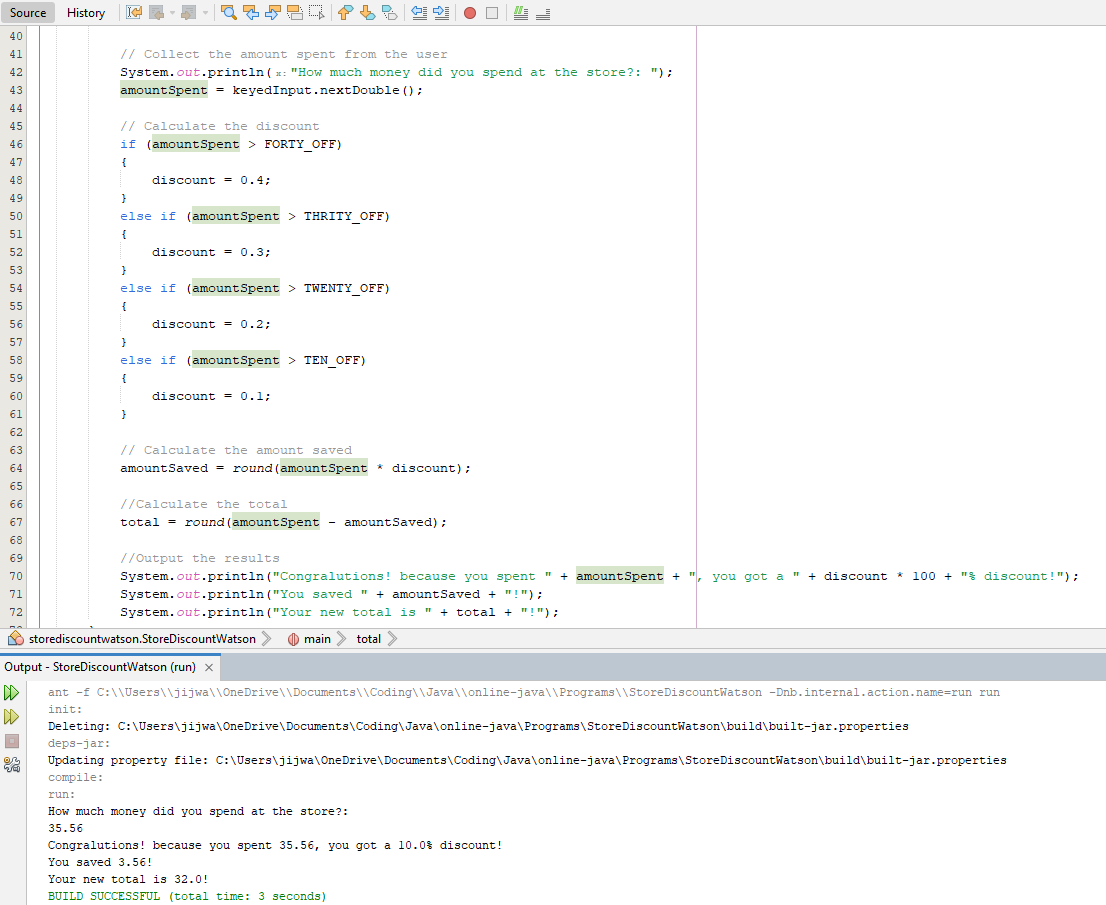 Source History
40
41 // Collect the amount spent from the user
42 System.out.println( x: "How much money did you spend at the store?: ");
43 amountSpent = keyedInput.nextDouble();
44
45 // Calculate the discount
46 if (amountSpent > FORTY_OFF)
47 {
48 discount = 0.4;
49 }
50 else if (amountSpent > THRITY_OFF)
51 {
52 discount = 0.3;
53 }
54 else if (amountSpent > TWENTY_OFF)
55 {
56 discount = 0.2;
57 }
58 else if (amountSpent > TEN_OFF)
59 {
60 discount = 0.1;
61 }
62
63 // Calculate the amount saved
64 amountSaved = round(amountSpent * discount);
65
66 //Calculate the total
67 total = round(amountSpent - amountSaved);
68
69 //Output the results
70 System.out.println("Congralutions! because you spent " + amountSpent + ", you got a " + discount * 100 + "% discount!");
71 System.out.println("You saved " + amountSaved + "!");
72 System.out.println("Your new total is " + total + "!");
storediscountwatson.StoreDiscountWatson main total
Output - StoreDiscountWatson (run) ×
ant -f C:\\Users\\jijwa\\OneDrive\\Documents\\Coding\\Java\\online-java\\Programs\\StoreDiscountWatson -Dnb.internal.action.name=run run
init:
Deleting: C:\Users\jijwa\OneDrive\Documents\Coding\Java\online-java\Programs\StoreDiscountWatson\build\built-jar.properties
deps-jar:
Updating property file: C:\Users\jijwa\OneDrive\Documents\Coding\Java\online-java\Programs\StoreDiscountWatson\build\built-jar.properties
compile:
run:
How much money did you spend at the store?:
35.56
Congralutions! because you spent 35.56, you got a 10.0% discount!
You saved 3.56!
Your new total is 32.0!
BUILD SUCCESSFUL (total time: 3 seconds)